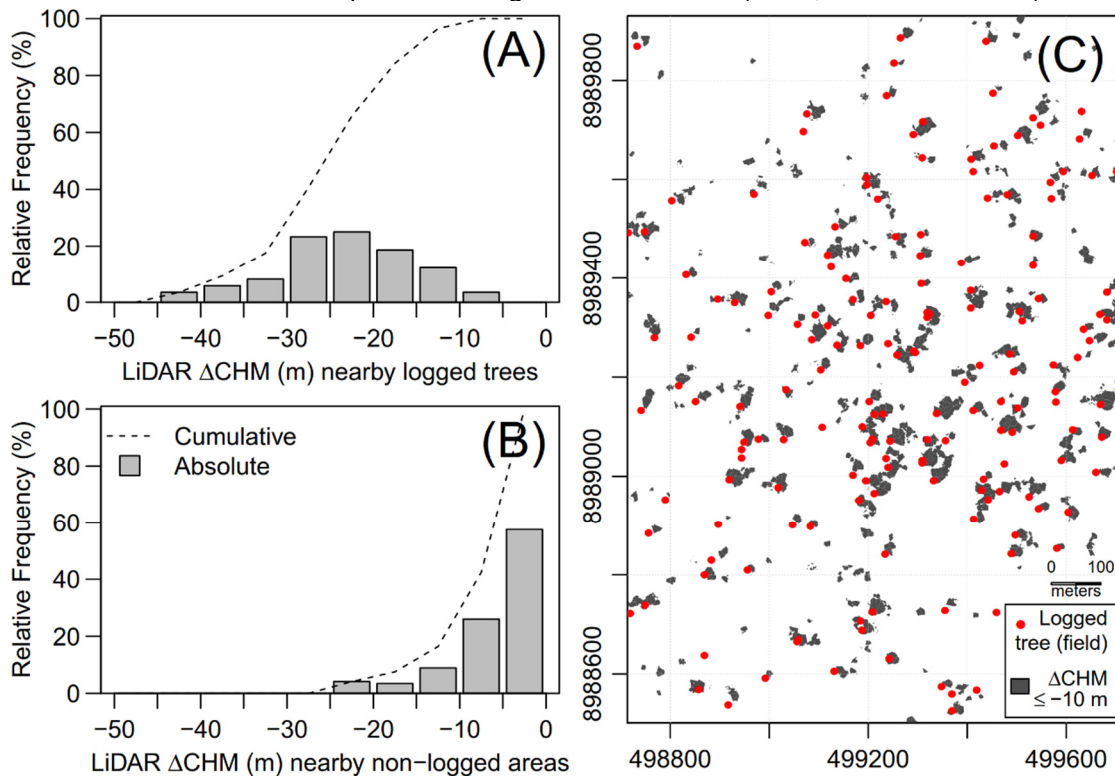 (A)
Relative Frequency (%)
100
80
60
40
20
0
−50 −40 −30 −20 −10 0
LiDAR ΔCHM (m) nearby logged trees
(B)
Relative Frequency (%)
100
80
60
40
20
0
Cumulative
Absolute
−50 −40 −30 −20 −10 0
LiDAR ΔCHM (m) nearby non−logged areas
(C)
8989800
8989400
8989000
8988600
0 100
meters
Logged
tree (field)
ΔCHM
≤ −10 m
498800 499200 499600